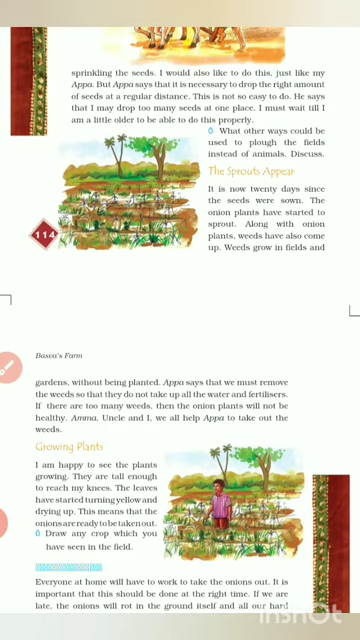 sprinkling the seeds. I would also like to do this, just like my
Appa. But Appa says that it is necessary to drop the right amount
of seeds at a regular distance. This is not so easy to do. He says
that I may drop too many seeds at one place. I must wait till I
am a little older to be able to do this properly.
◊ What other ways could be
used to plough the fields
instead of animals. Discuss.
The Sprouts Appear
It is now twenty days since
the seeds were sown. The
onion plants have started to
sprout. Along with onion
plants, weeds have also come
up. Weeds grow in fields and
114
Basva's Farm
gardens, without being planted. Appa says that we must remove
the weeds so that they do not take up all the water and fertilisers.
If there are too many weeds, then the onion plants will not be
healthy. Amma, Uncle and I, we all help Appa to take out the
weeds.
Growing Plants
I am happy to see the plants
growing. They are tall enough
to reach my knees. The leaves
have started turning yellow and
drying up. This means that the
onions are ready to be taken out.
◊ Draw any crop which you
have seen in the field.
Everyone at home will have to work to take the onions out. It is
important that this should be done at the right time. If we are
late, the onions will rot in the ground itself and all our hard
InShot